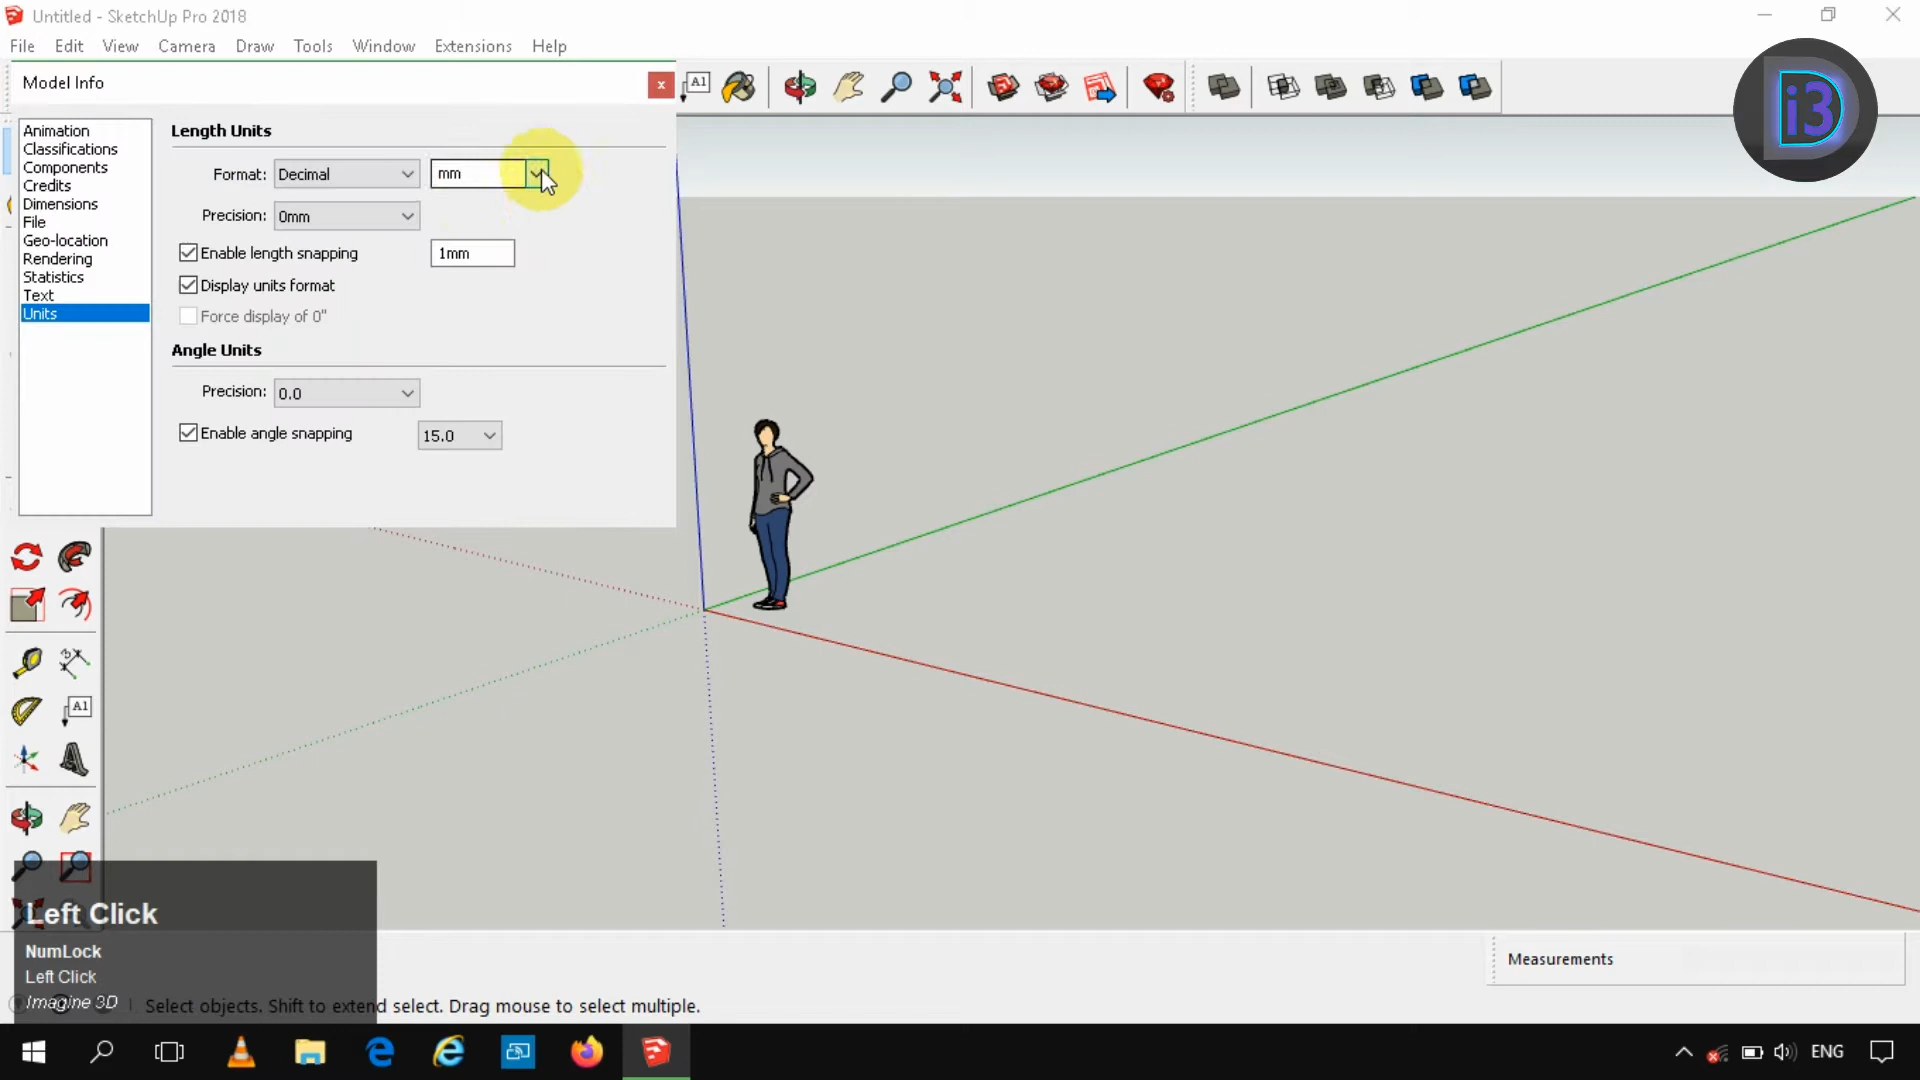 Untitled - SketchUp Pro 2018
File Edit View Camera Draw Tools Window Extensions Help
Model Info
x
A1
i3
Animation
Classifications
Components
Credits
Dimensions
File
Geo-location
Rendering
Statistics
Text
Units
Length Units
Format: Decimal mm
Precision: 0mm
Enable length snapping 1mm
Display units format
Force display of 0"
Angle Units
Precision: 0.0
Enable angle snapping 15.0
A1
Left Click
NumLock
Left Click
Imagine 3D
Select objects. Shift to extend select. Drag mouse to select multiple.
Measurements
ENG